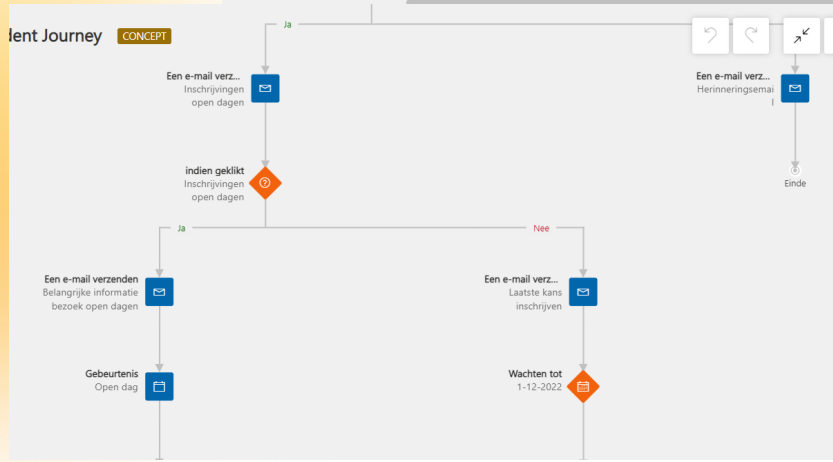 dent Journey CONCEPT
Ja
Een e-mail verz...
Inschrijvingen
open dagen
Een e-mail verz...
Herinneringsemai
l
indien geklikt
Inschrijvingen
open dagen
Einde
Ja
Nee
Een e-mail verzenden
Belangrijke informatie
bezoek open dagen
Een e-mail verz...
Laatste kans
inschrijven
Gebeurtenis
Open dag
Wachten tot
1-12-2022